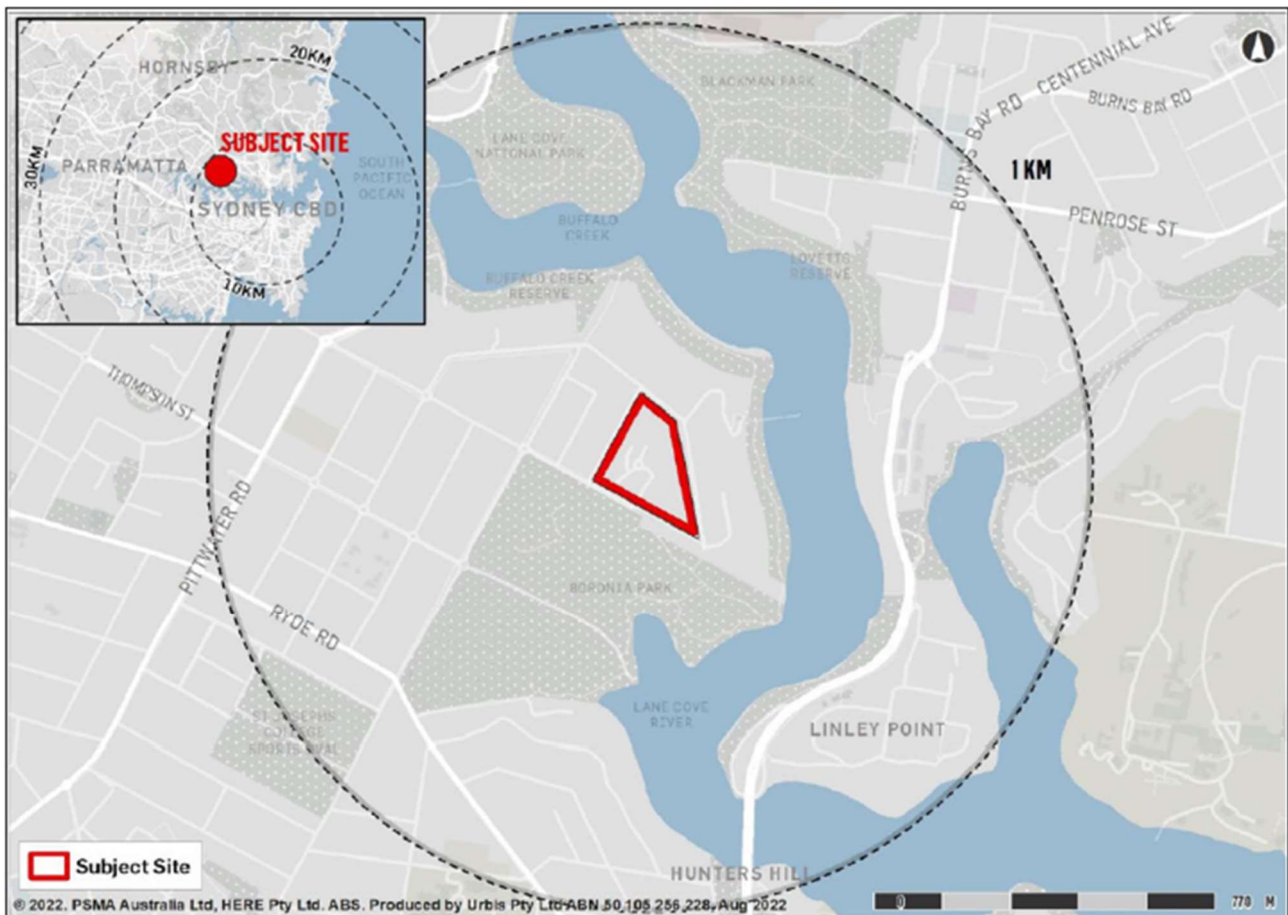 HORNSBY
20KM
SUBJECT SITE
PARRAMATTA
30KM
SOUTH
PACIFIC
OCEAN
SYDNEY CBD
10KM
BLACKMAN PARK
LANE COVE
NATIONAL PARK
BUFFALO
CREEK
BUFFALO CREEK
RESERVE
LOVETTS
RESERVE
BURNS BAY RD
CENTENNIAL AVE
BURNS BAY RD
1 KM
PENROSE ST
THOMPSON ST
PITTWATER RD
RYDE RD
BORONIA PARK
LANE COVE
RIVER
ST JOSEPHS
COLLEGE
SPORTS OVAL
LINLEY POINT
HUNTERS HILL
Subject Site
0
770 M
© 2022. PSMA Australia Ltd, HERE Pty Ltd. ABS. Produced by Urbis Pty Ltd ABN 50 105 256 228, Aug 2022